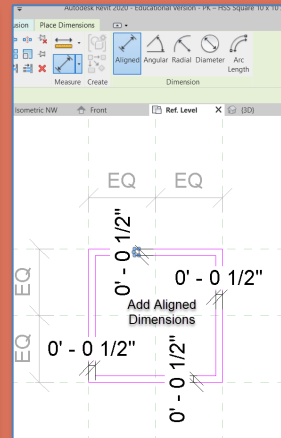 Autodesk Revit 2020 - Educational Version - PK – HSS Square 10 x 10
Place Dimensions
Aligned Angular Radial Diameter Arc
Length
Measure Create Dimension
Isometric NW Front Ref. Level {3D}
EQ EQ
0' - 0 1/2"
0' - 0 1/2"
EQ
Add Aligned
Dimensions
EQ
0' - 0 1/2"
0' - 0 1/2"